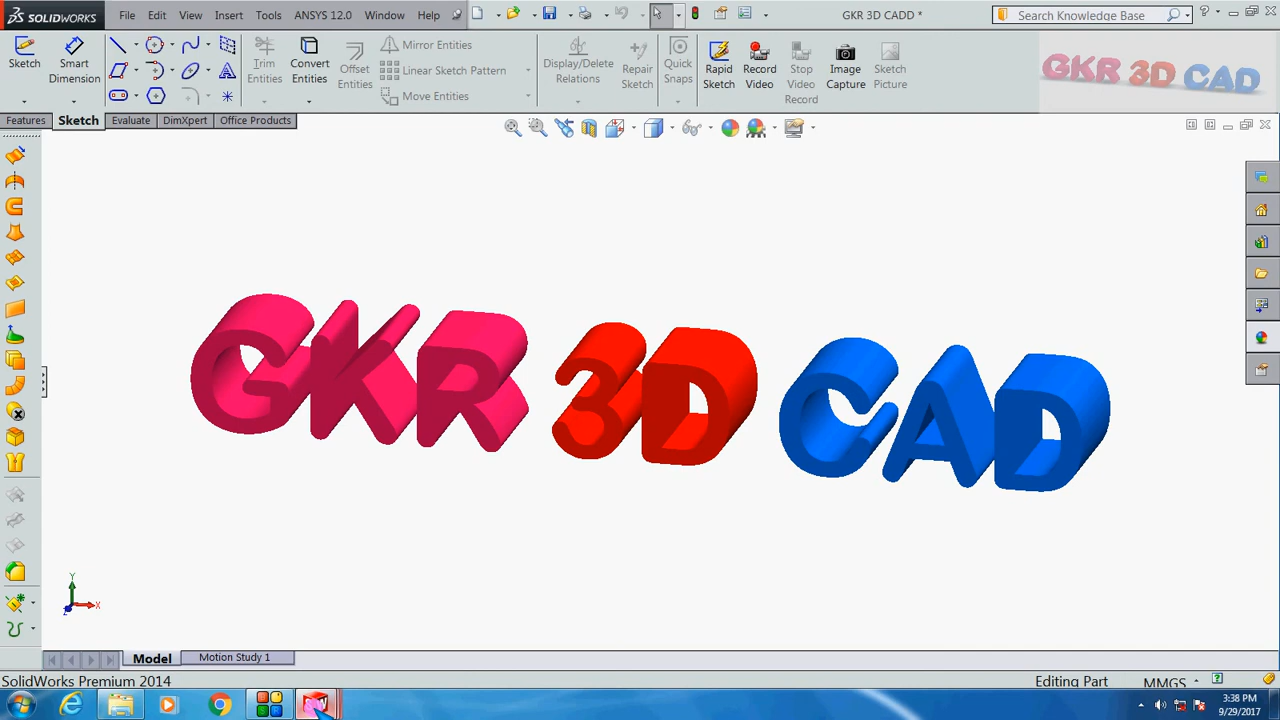 SOLIDWORKS File Edit View Insert Tools ANSYS 12.0 Window Help GKR 3D CADD * Search Knowledge Base
Sketch Smart Dimension Trim Entities Convert Entities Offset Entities Mirror Entities Linear Sketch Pattern Move Entities Display/Delete Relations Repair Sketch Quick Snaps Rapid Sketch Record Video Stop Video Record Image Capture Sketch Picture GKR 3D CAD
Features Sketch Evaluate DimXpert Office Products
GKR 3D CAD
Y
X
Z
Model Motion Study 1
SolidWorks Premium 2014 Editing Part MMGS
3:38 PM
9/29/2017